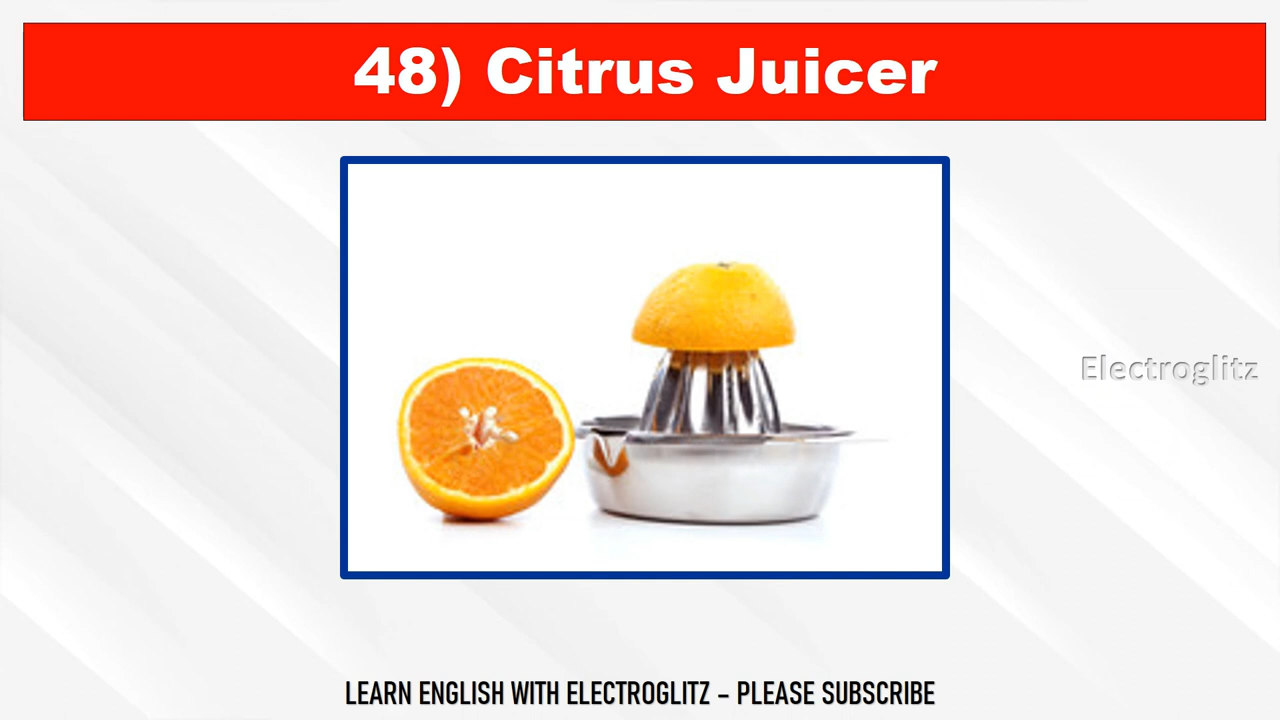 48) Citrus Juicer
Electroglitz
LEARN ENGLISH WITH ELECTROGLITZ – PLEASE SUBSCRIBE